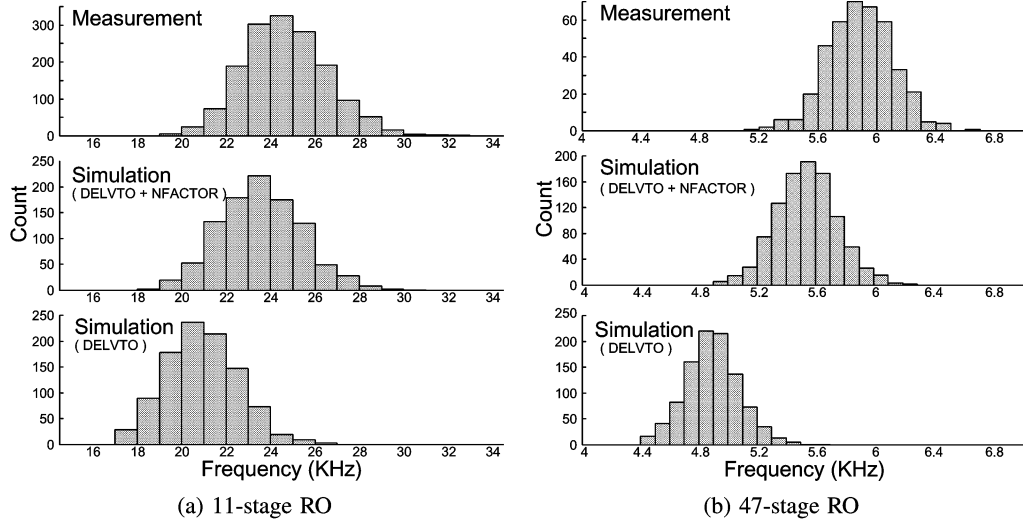 Measurement
300
200
100
0
16 18 20 22 24 26 28 30 32 34
Simulation
( DELVTO + NFACTOR )
250
200
150
100
50
0
16 18 20 22 24 26 28 30 32 34
Count
Simulation
( DELVTO )
250
200
150
100
50
0
16 18 20 22 24 26 28 30 32 34
Frequency (KHz)
(a) 11-stage RO
Measurement
60
40
20
0
4 4.4 4.8 5.2 5.6 6 6.4 6.8
Simulation
( DELVTO + NFACTOR )
200
160
120
80
40
0
4 4.4 4.8 5.2 5.6 6 6.4 6.8
Count
Simulation
( DELVTO )
250
200
150
100
50
0
4 4.4 4.8 5.2 5.6 6 6.4 6.8
Frequency (KHz)
(b) 47-stage RO